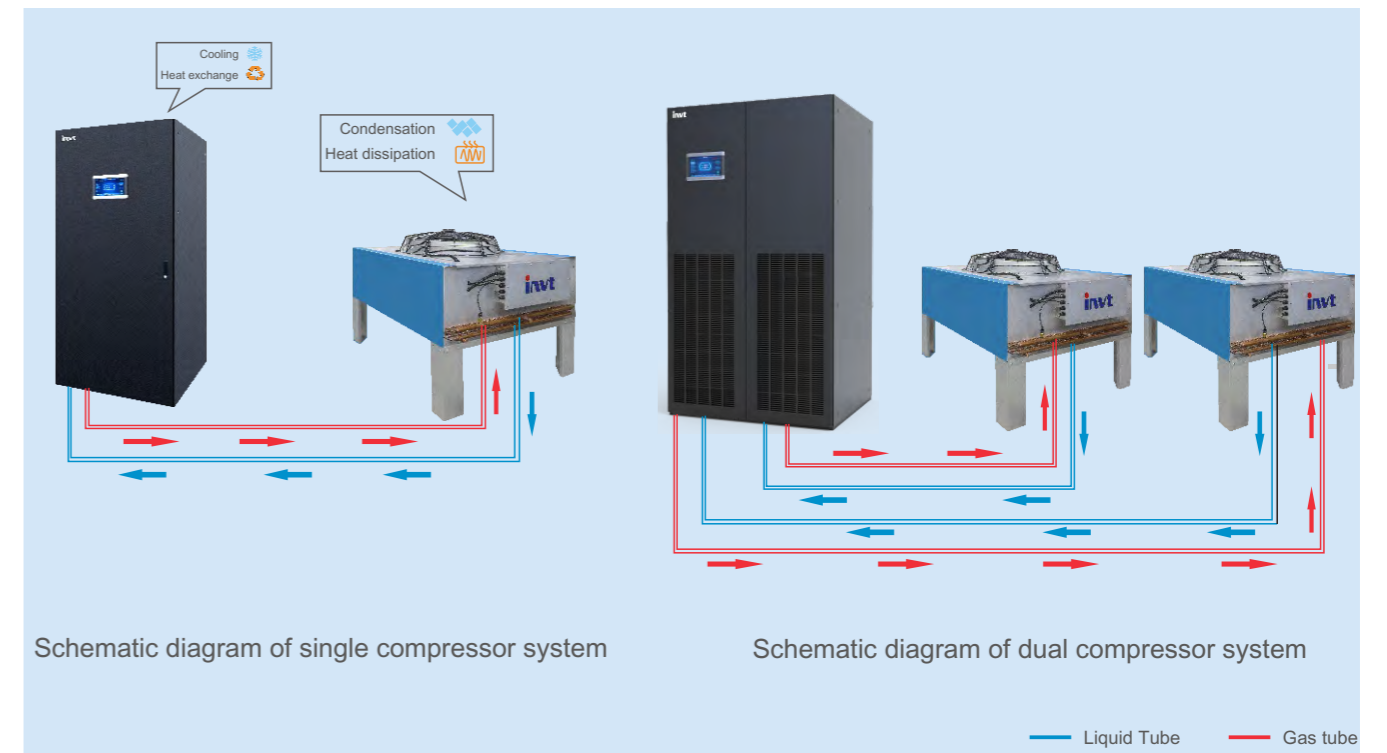 Cooling
Heat exchange
invt
Condensation
Heat dissipation
invt
invt
invt
invt
Schematic diagram of single compressor system
Schematic diagram of dual compressor system
Liquid Tube
Gas tube